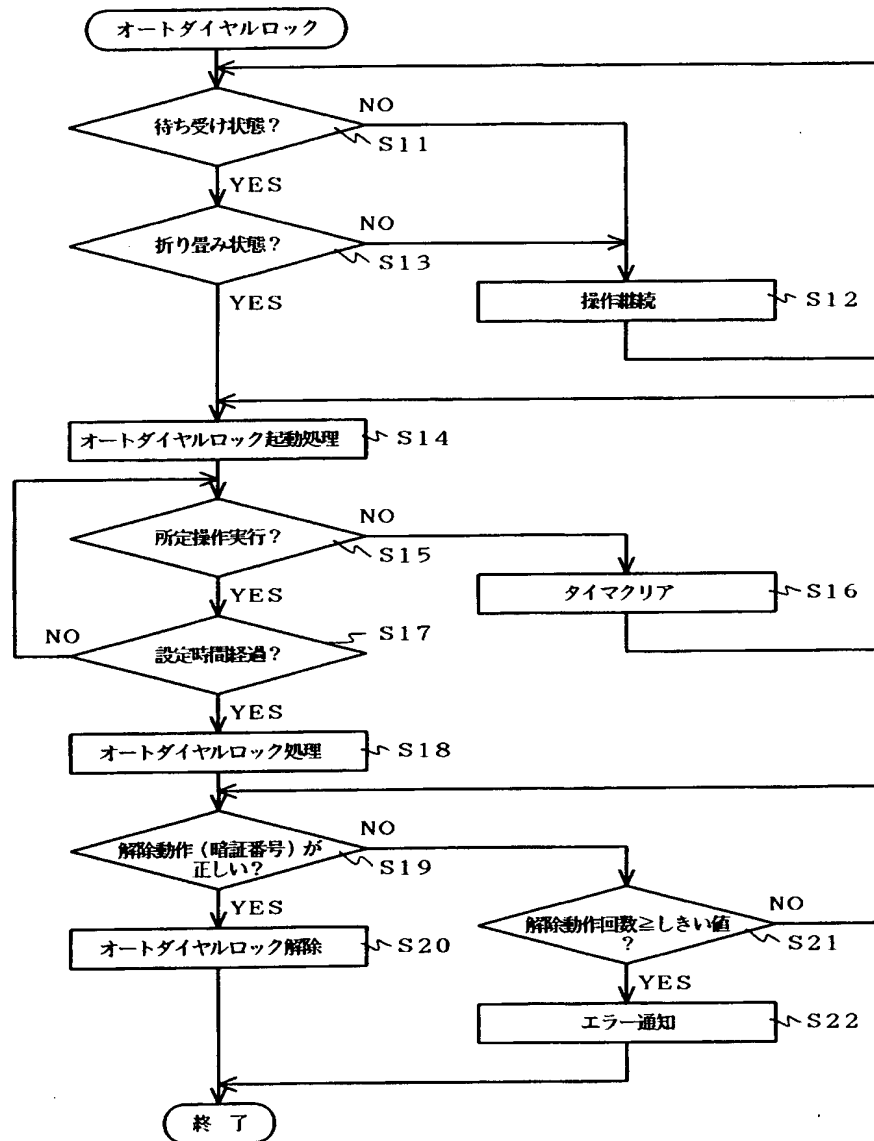 オートダイヤルロック
待ち受け状態?
NO
S11
YES
折り畳み状態?
NO
S13
YES
操作継続
S12
オートダイヤルロック起動処理
S14
所定操作実行?
NO
S15
YES
タイマクリア
S16
設定時間経過?
S17
NO
YES
オートダイヤルロック処理
S18
解除動作(暗証番号)が
正しい?
NO
S19
YES
解除動作回数≧しきい値
?
NO
S21
オートダイヤルロック解除
S20
YES
エラー通知
S22
終了